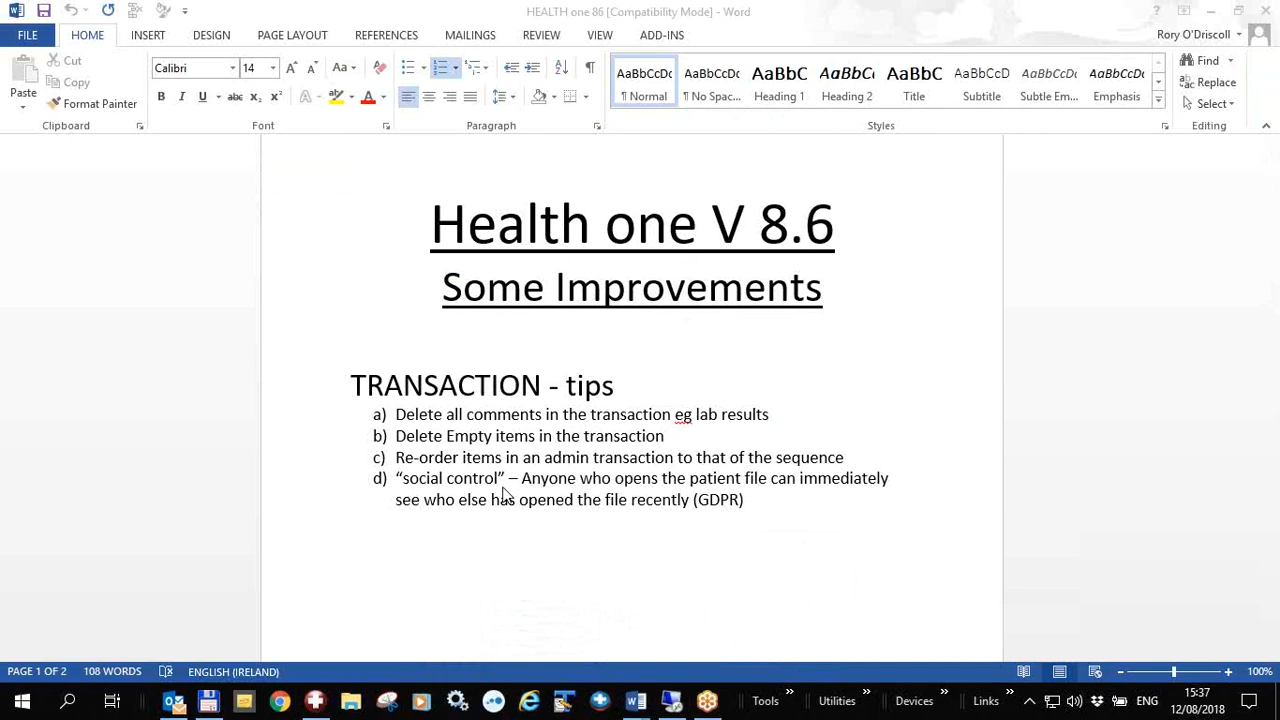 HEALTH one 86 [Compatibility Mode] - Word
FILE HOME INSERT DESIGN PAGE LAYOUT REFERENCES MAILINGS REVIEW VIEW ADD-INS Rory O'Driscoll
Cut
Copy
Format Painter
Paste
Clipboard
Calibri 14
Font
Paragraph
AaBbCcDc AaBbCcDc AaBbC AaBbCc AaBbC AaBbCcD AaBbCcDc AaBbCcDc
¶ Normal ¶ No Spac... Heading 1 Heading 2 Title Subtitle Subtle Em... Emphasis
Styles
Find
Replace
Select
Editing
Health one V 8.6
Some Improvements
TRANSACTION - tips
a) Delete all comments in the transaction eg lab results
b) Delete Empty items in the transaction
c) Re-order items in an admin transaction to that of the sequence
d) “social control” – Anyone who opens the patient file can immediately
see who else has opened the file recently (GDPR)
PAGE 1 OF 2 108 WORDS ENGLISH (IRELAND) 100%
Tools Utilities Devices Links ENG 15:37
12/08/2018